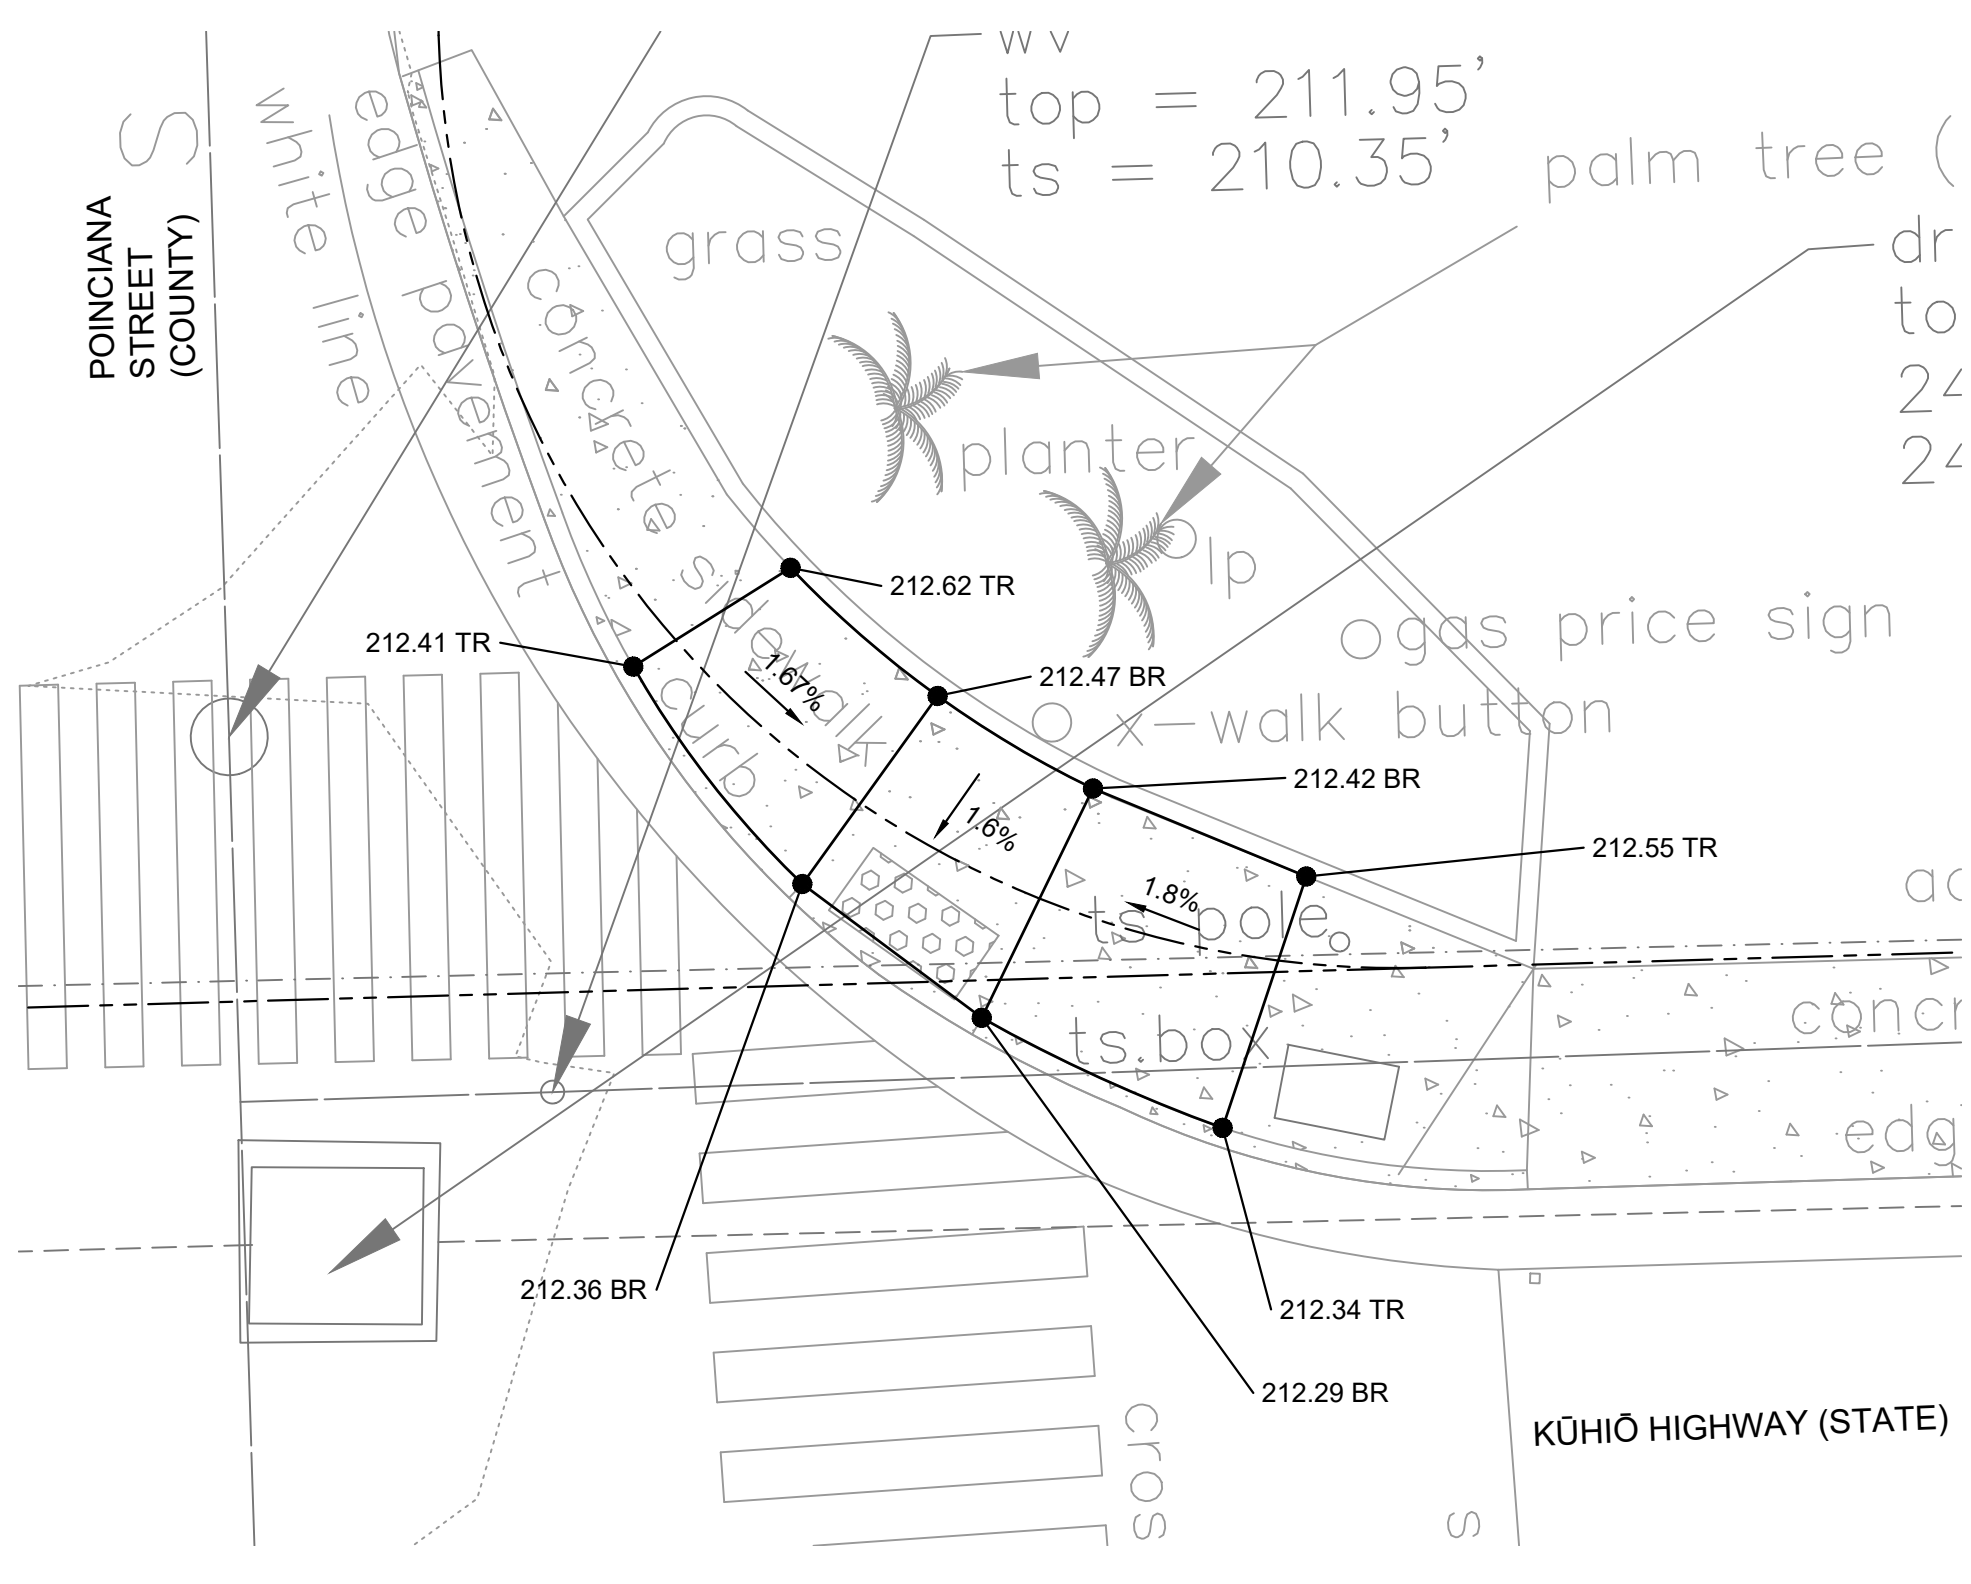 top = 211.95'
ts = 210.35'
palm tree (
S
white line
edge pavement
POINCIANA
STREET
(COUNTY)
grass
concrete sidewalk
curb
planter
lp
gas price sign
x-walk button
dr
to
24
24
212.62 TR
212.41 TR
212.47 BR
212.42 BR
212.55 TR
1.67%
1.6%
1.8%
ts pole
ts.box
concr
edg
212.36 BR
212.34 TR
212.29 BR
KŪHIŌ HIGHWAY (STATE)
cros
s